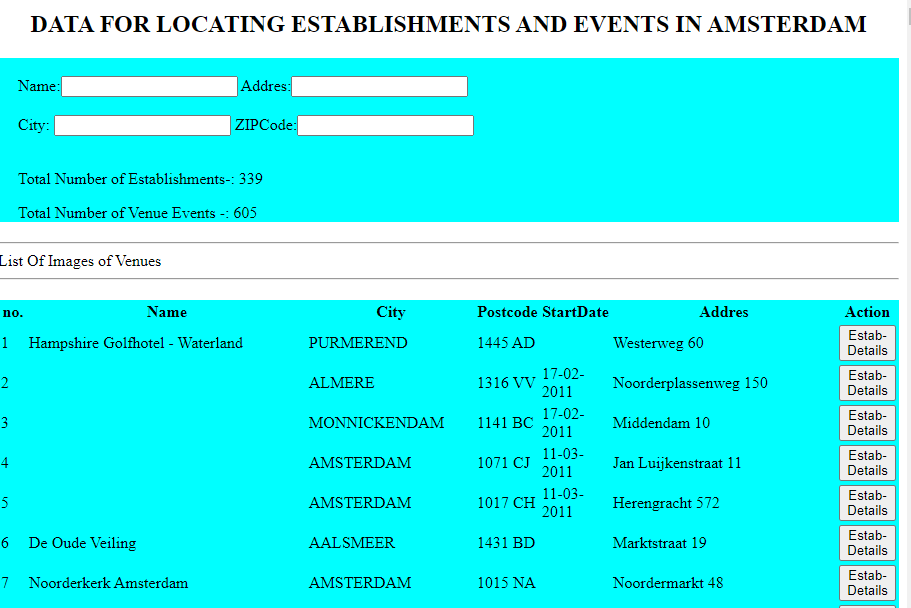 DATA FOR LOCATING ESTABLISHMENTS AND EVENTS IN AMSTERDAM
Name: Addres:
City: ZIPCode:
Total Number of Establishments-: 339
Total Number of Venue Events -: 605
List Of Images of Venues
no. Name City Postcode StartDate Addres Action
1 Hampshire Golfhotel - Waterland PURMEREND 1445 AD Westerweg 60 Estab-Details
2 ALMERE 1316 VV 17-02-2011 Noorderplassenweg 150 Estab-Details
3 MONNICKENDAM 1141 BC 17-02-2011 Middendam 10 Estab-Details
4 AMSTERDAM 1071 CJ 11-03-2011 Jan Luijkenstraat 11 Estab-Details
5 AMSTERDAM 1017 CH 11-03-2011 Herengracht 572 Estab-Details
6 De Oude Veiling AALSMEER 1431 BD Marktstraat 19 Estab-Details
7 Noorderkerk Amsterdam AMSTERDAM 1015 NA Noordermarkt 48 Estab-Details